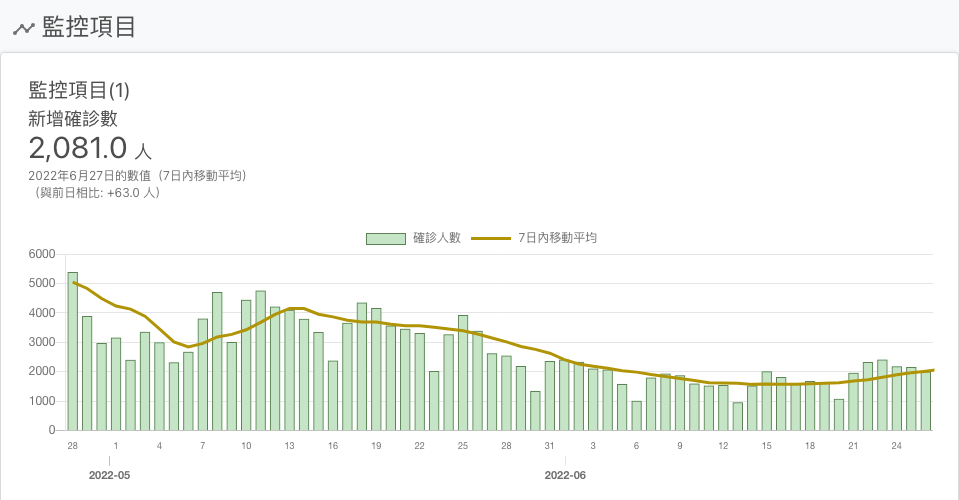 監控項目
監控項目(1)
新增確診數
2,081.0 人
2022年6月27日的數值（7日內移動平均）
（與前日相比: +63.0 人）
確診人數 7日內移動平均
6000
5000
4000
3000
2000
1000
0
28 1 4 7 10 13 16 19 22 25 28 31 3 6 9 12 15 18 21 24
2022-05 2022-06